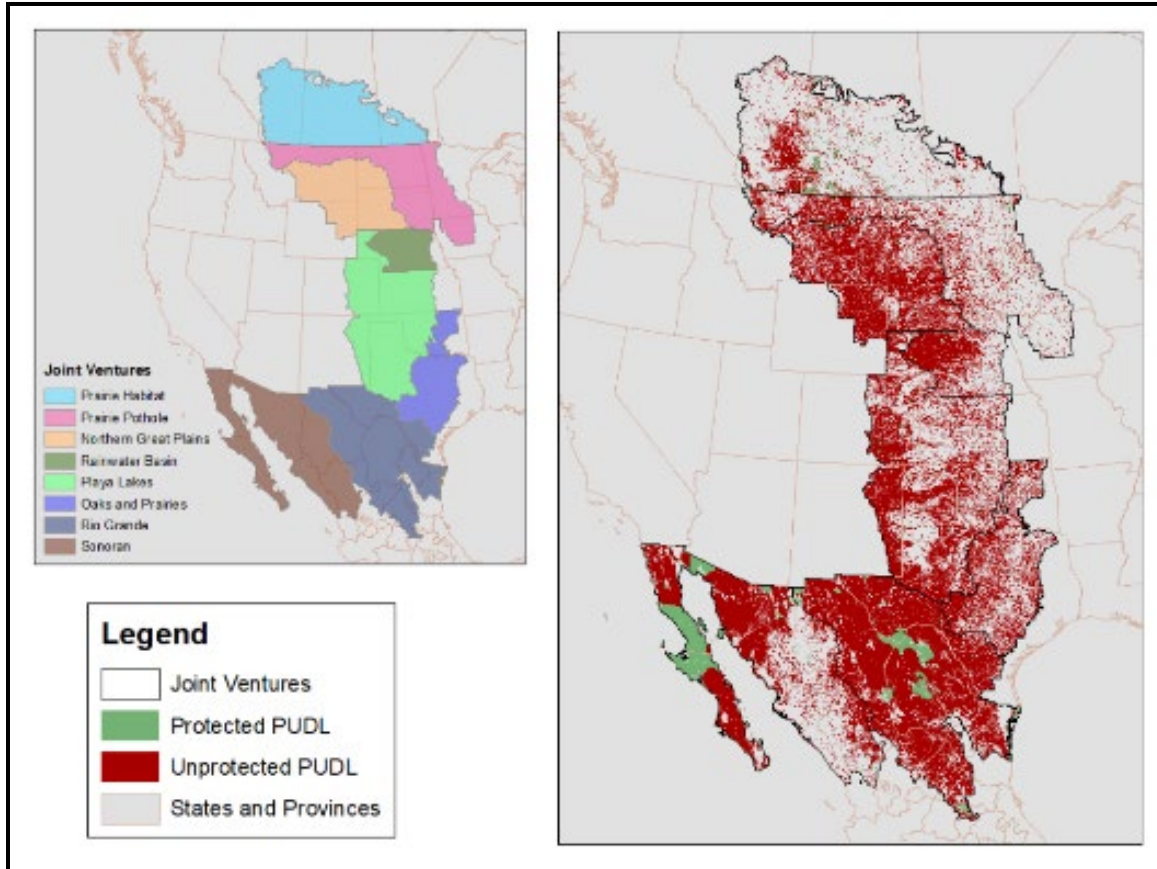 Joint Ventures
Prairie Habitat
Prairie Pothole
Northern Great Plains
Rainwater Basin
Playa Lakes
Oaks and Prairies
Rio Grande
Sonoran
Legend
Joint Ventures
Protected PUDL
Unprotected PUDL
States and Provinces